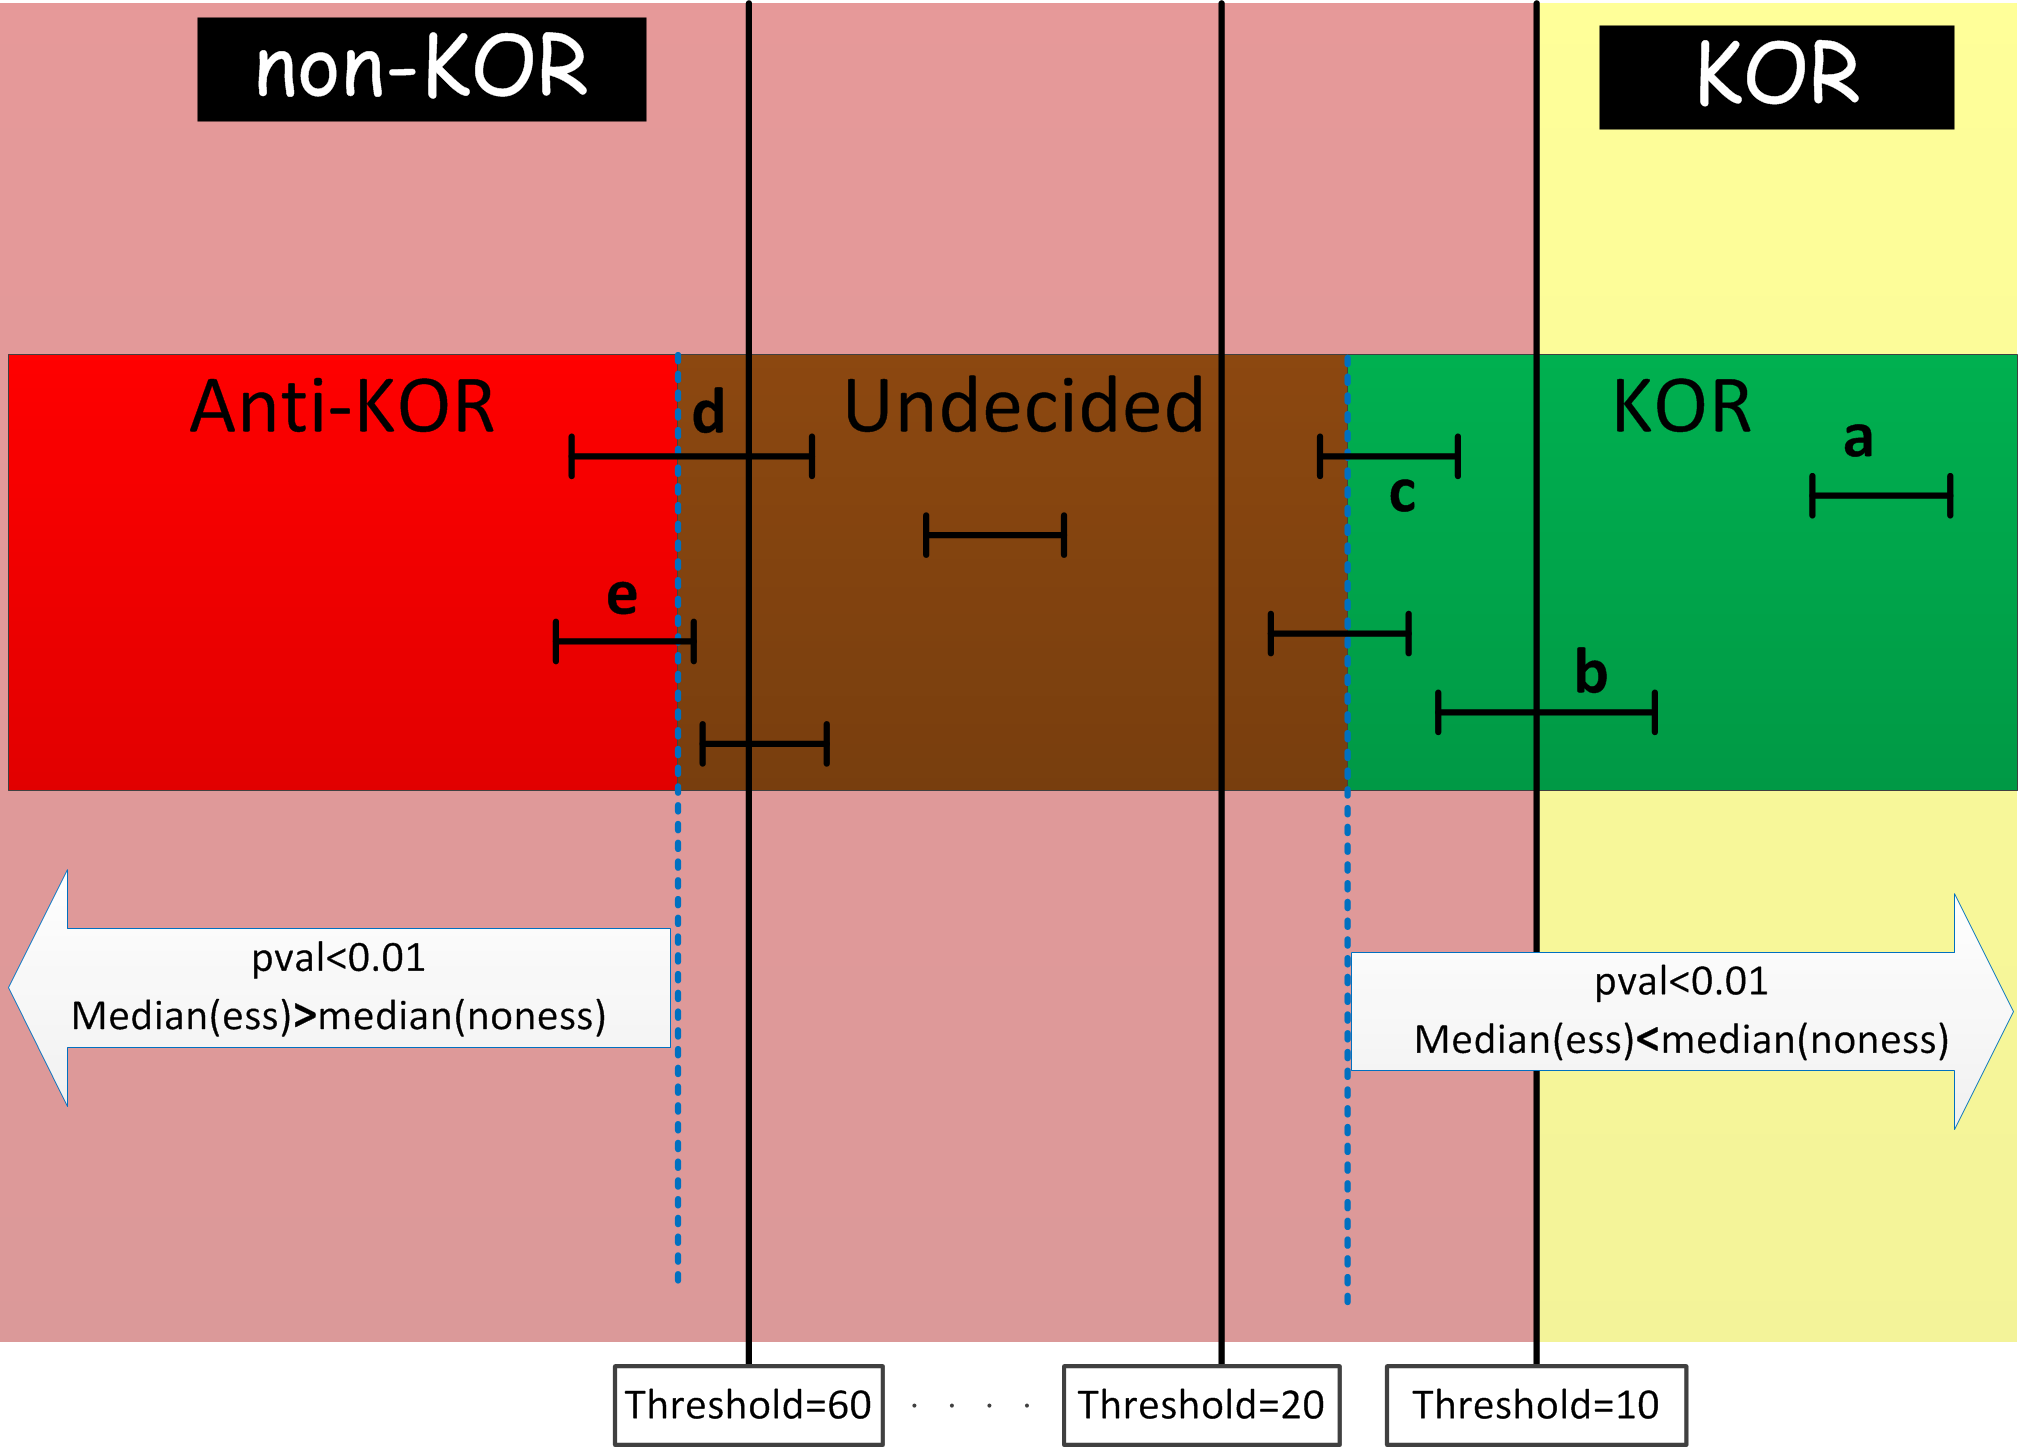 non-KOR
KOR
Anti-KOR
d
Undecided
KOR
a
c
e
b
pval<0.01
Median(ess)>median(noness)
pval<0.01
Median(ess)<median(noness)
Threshold=60
. . . .
Threshold=20
Threshold=10